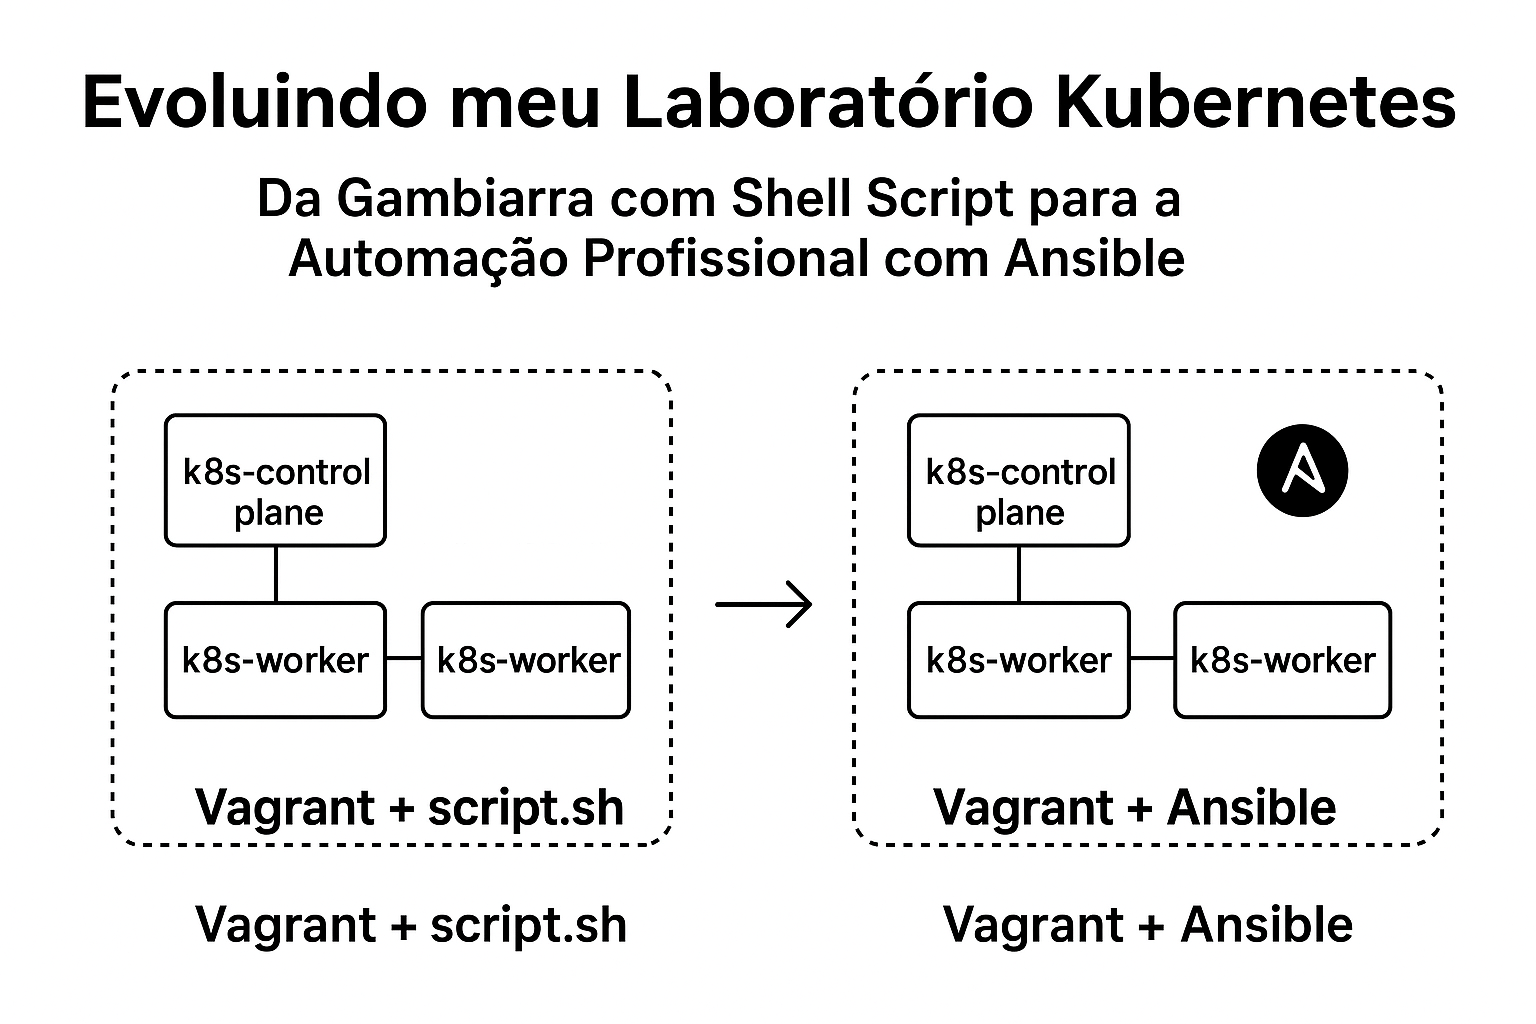 Evoluindo meu Laboratório Kubernetes
Da Gambiarra com Shell Script para a
Automação Profissional com Ansible
k8s-control
plane
k8s-worker
k8s-worker
Vagrant + script.sh
Vagrant + script.sh
k8s-control
plane
k8s-worker
k8s-worker
Vagrant + Ansible
Vagrant + Ansible